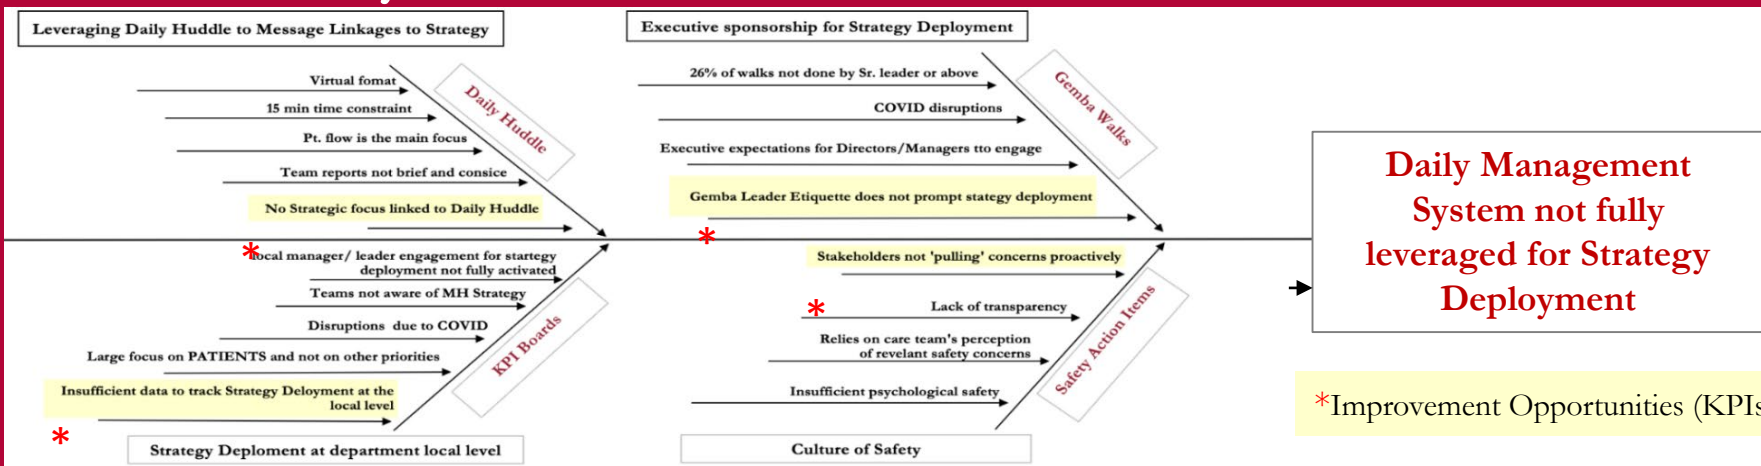 Leveraging Daily Huddle to Message Linkages to Strategy
Virtual fomat
15 min time constraint
Pt. flow is the main focus
Team reports not brief and consice
No Strategic focus linked to Daily Huddle
Daily Huddle
Executive sponsorship for Strategy Deployment
26% of walks not done by Sr. leader or above
COVID disruptions
Executive expectations for Directors/Managers tto engage
Gemba Leader Etiquette does not prompt stategy deployment
Gemba Walks
*
*
local manager/ leader engagement for startegy
deployment not fully activated
Teams not aware of MH Strategy
Disruptions due to COVID
Large focus on PATIENTS and not on other priorities
Insufficient data to track Strategy Deloyment at the
local level
*
KPI Boards
Strategy Deploment at department local level
Stakeholders not 'pulling' concerns proactively
*
Lack of transparency
Relies on care team's perception
of revelant safety concerns
Insufficient psychological safety
Safety Action Items
Culture of Safety
Daily Management
System not fully
leveraged for Strategy
Deployment
*Improvement Opportunities (KPIs